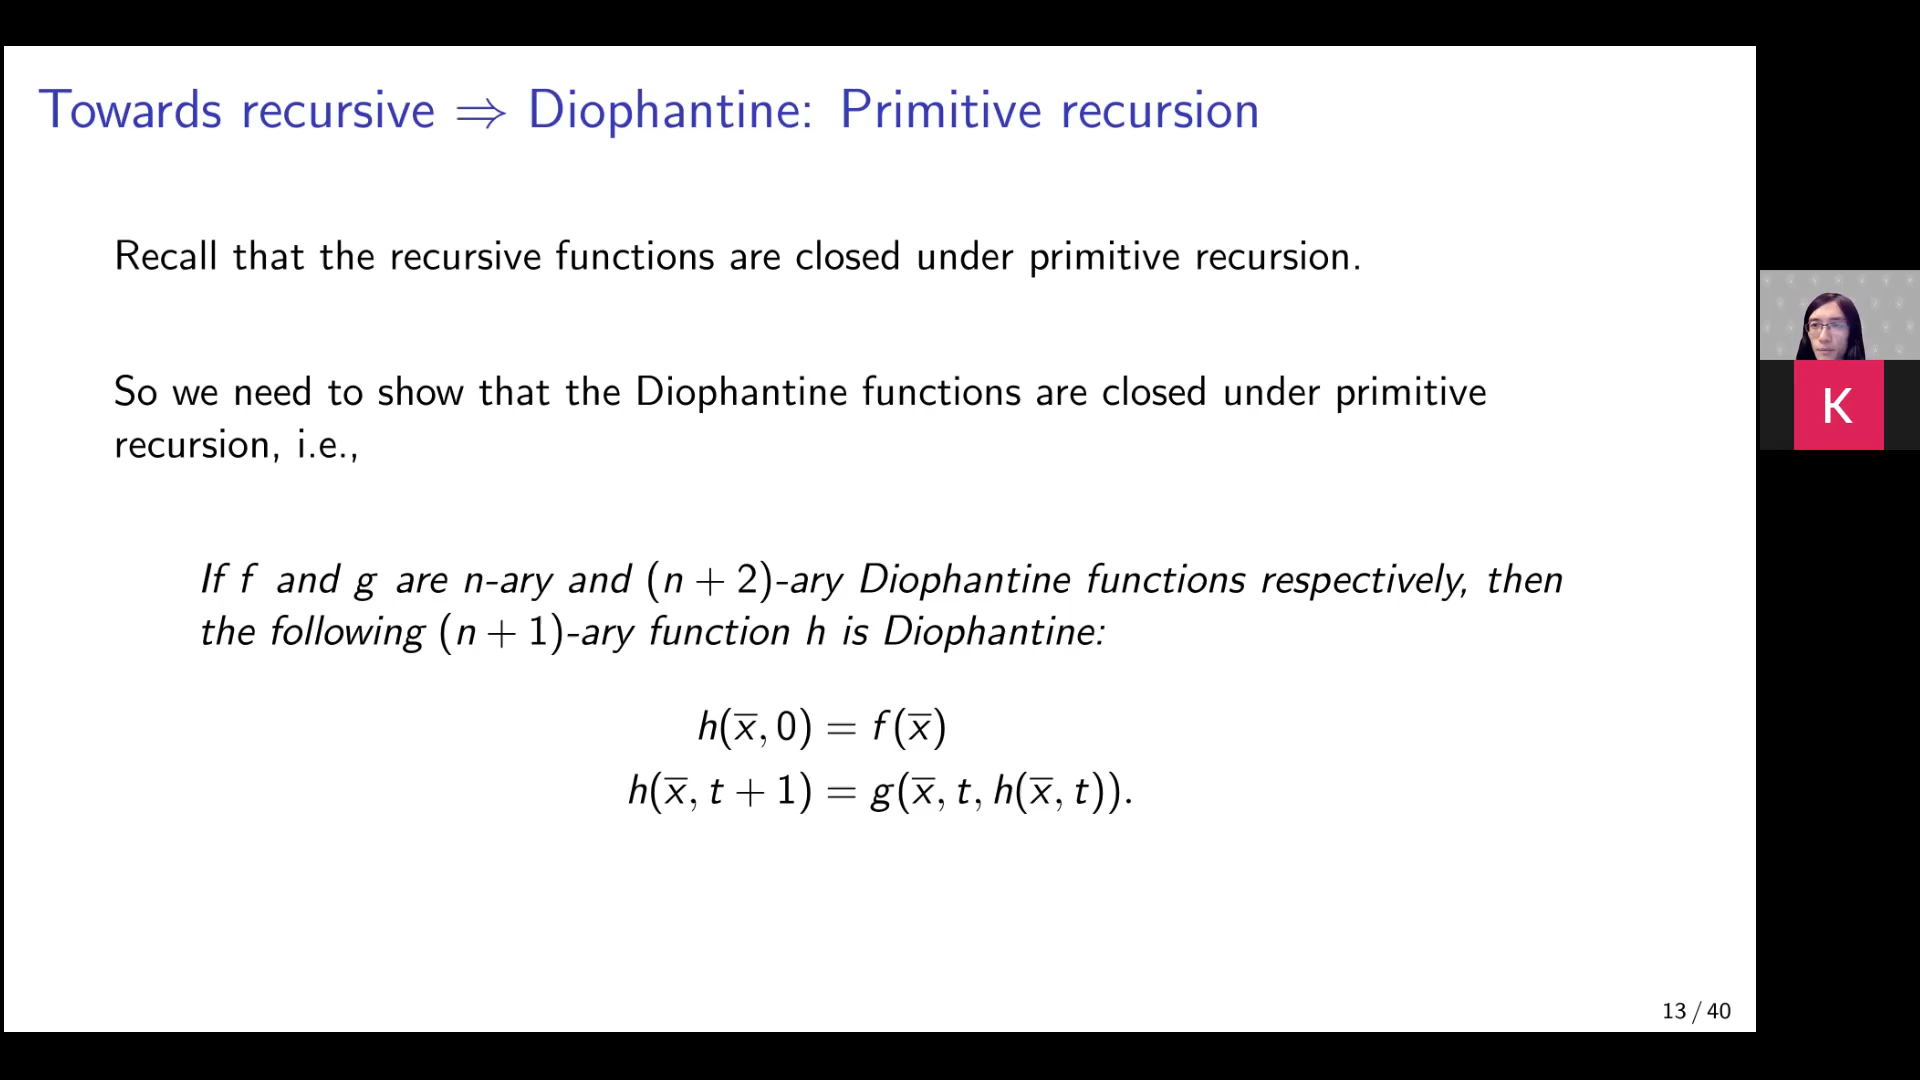 Towards recursive ⇒ Diophantine: Primitive recursion
Recall that the recursive functions are closed under primitive recursion.
So we need to show that the Diophantine functions are closed under primitive
recursion, i.e.,
If f and g are n-ary and (n + 2)-ary Diophantine functions respectively, then
the following (n + 1)-ary function h is Diophantine:
h(x̅, 0) = f(x̅)
h(x̅, t + 1) = g(x̅, t, h(x̅, t)).
K
13 / 40